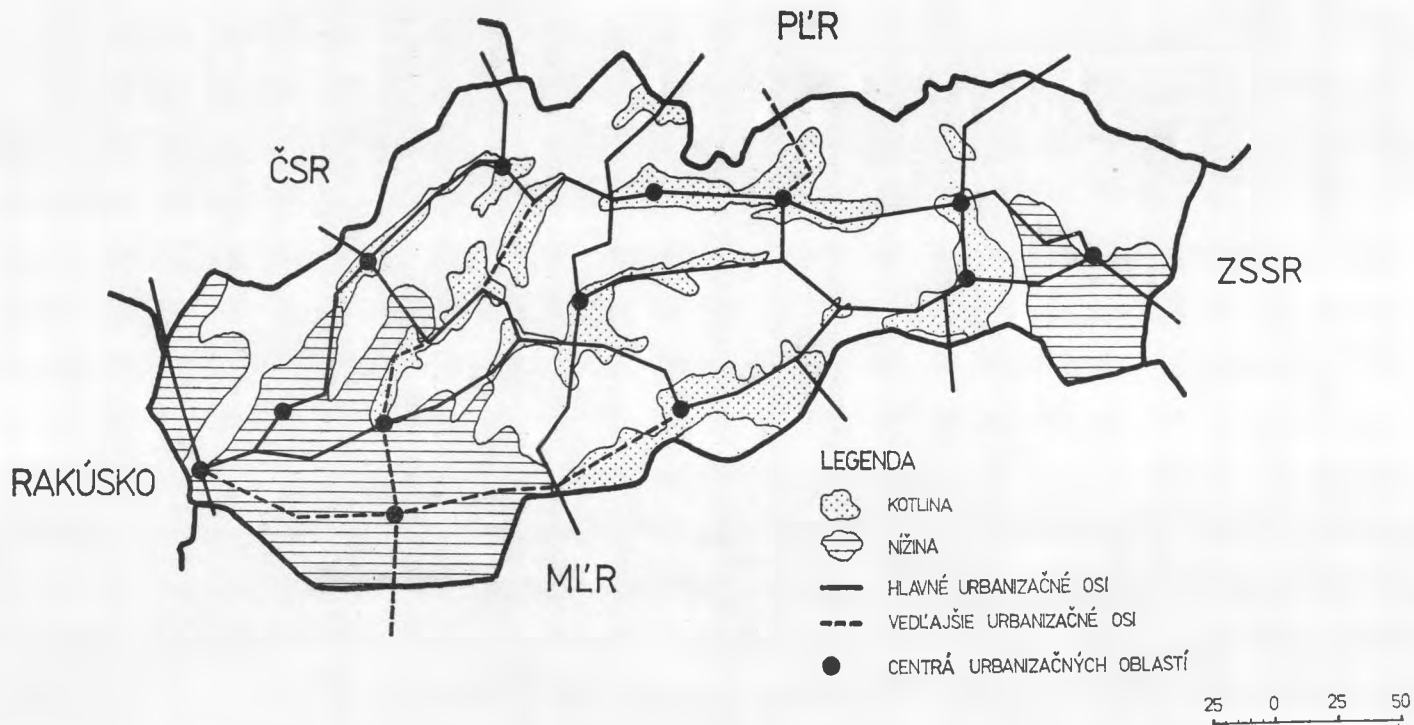 PĽR
ČSR
ZSSR
RAKÚSKO
MĽR
LEGENDA
KOTLINA
NÍŽINA
HLAVNÉ URBANIZAČNÉ OSI
VEDĽAJŠIE URBANIZAČNÉ OSI
CENTRÁ URBANIZAČNÝCH OBLASTÍ
25 0 25 50